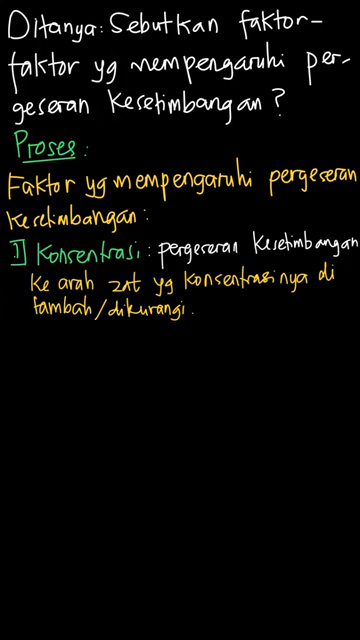 Ditanya: Sebutkan faktor-
faktor yg mempengaruhi per-
geseran kesetimbangan?
Proses:
Faktor yg mempengaruhi pergeseran
kesetimbangan:
1] Konsentrasi: pergeseran kesetimbangan
ke arah zat yg konsentrasinya di
tambah/dikurangi.